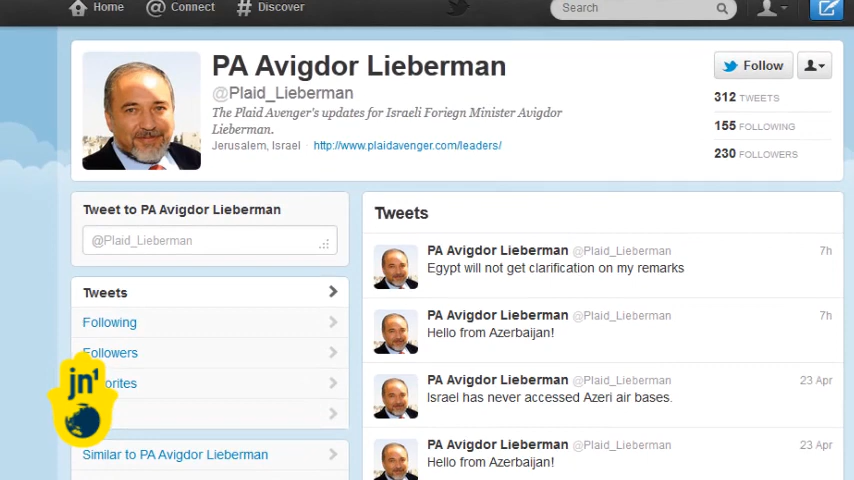 Home
Connect
Discover
Search
PA Avigdor Lieberman
@Plaid_Lieberman
The Plaid Avenger's updates for Israeli Foriegn Minister Avigdor
Lieberman.
Jerusalem, Israel · http://www.plaidavenger.com/leaders/
Follow
312 TWEETS
155 FOLLOWING
230 FOLLOWERS
Tweet to PA Avigdor Lieberman
@Plaid_Lieberman
Tweets
Following
Followers
orites
jn1
Similar to PA Avigdor Lieberman
Tweets
PA Avigdor Lieberman @Plaid_Lieberman 7h
Egypt will not get clarification on my remarks
PA Avigdor Lieberman @Plaid_Lieberman 7h
Hello from Azerbaijan!
PA Avigdor Lieberman @Plaid_Lieberman 23 Apr
Israel has never accessed Azeri air bases.
PA Avigdor Lieberman @Plaid_Lieberman 23 Apr
Hello from Azerbaijan!